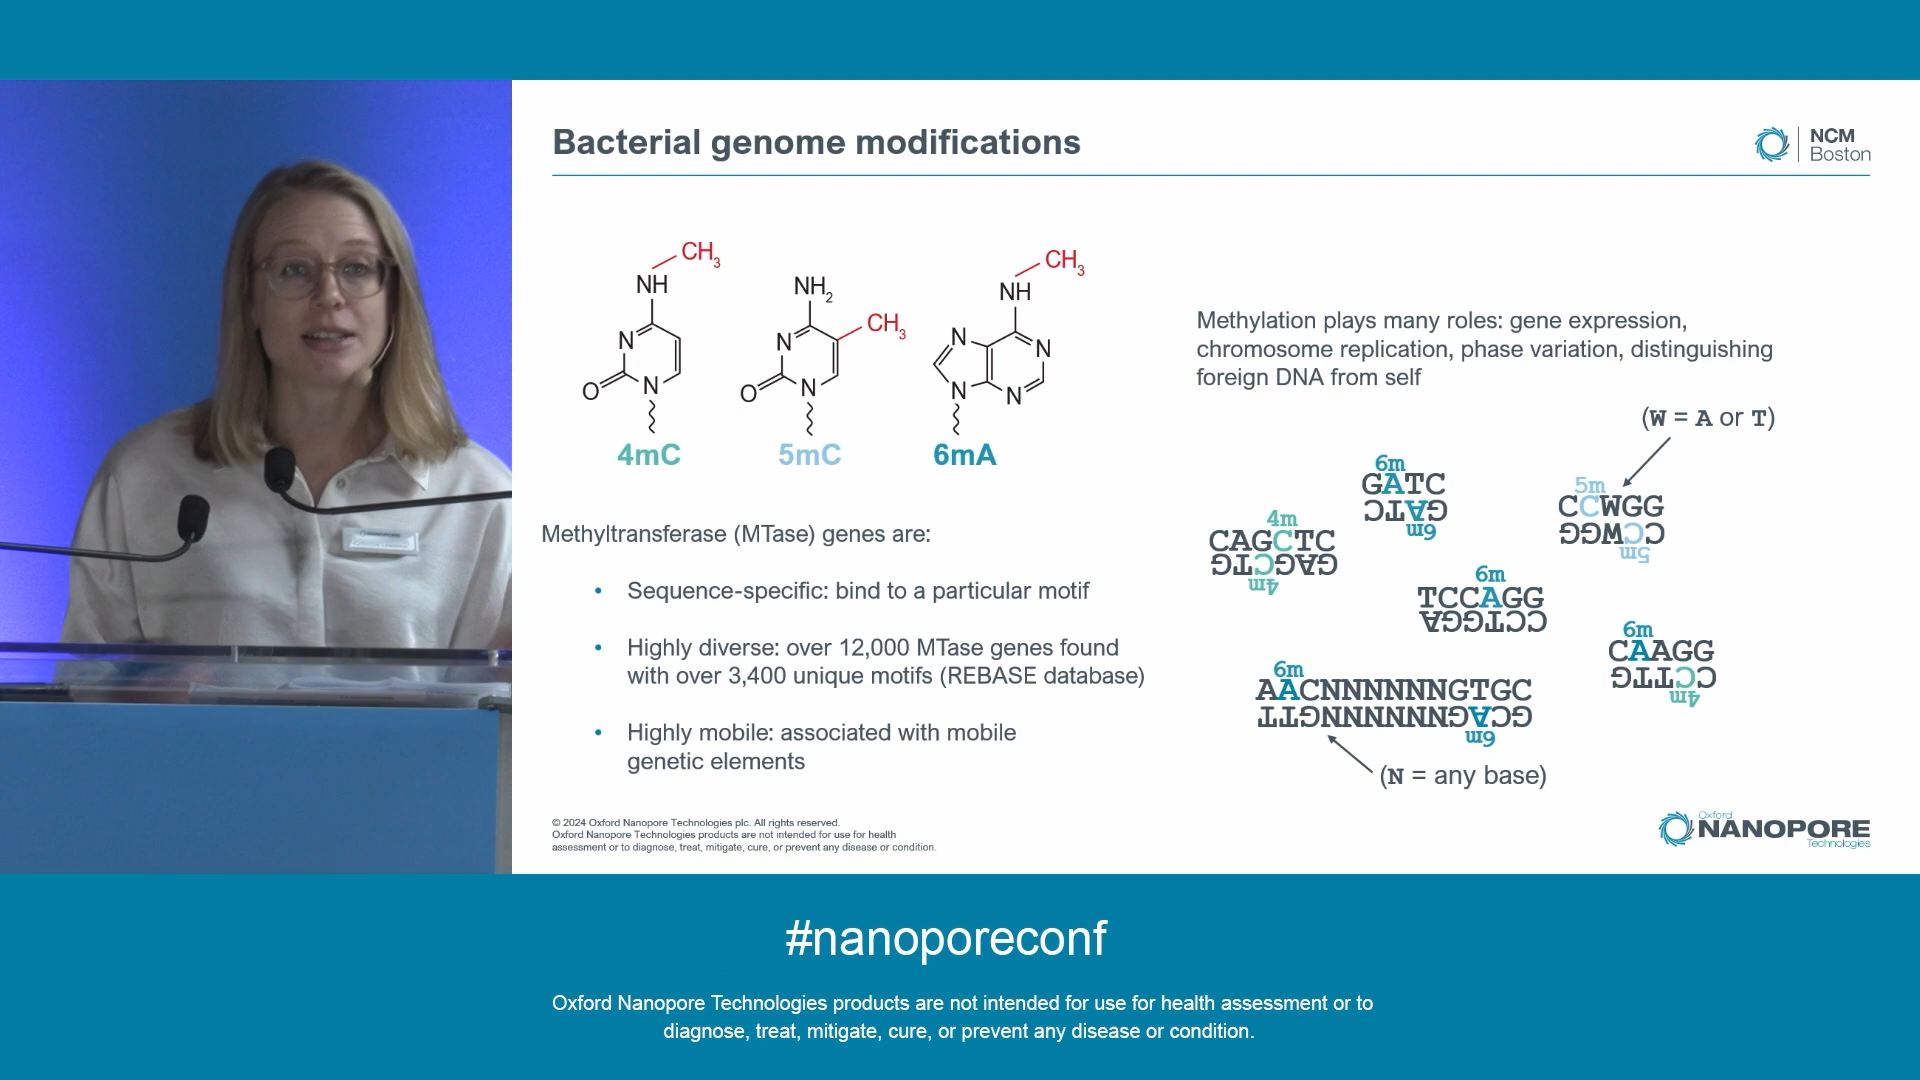 Bacterial genome modifications
NCM
Boston
CH3
NH
N
O
N
4mC
NH2
CH3
N
O
N
5mC
CH3
NH
N
N
N
N
6mA
Methyltransferase (MTase) genes are:
• Sequence-specific: bind to a particular motif
• Highly diverse: over 12,000 MTase genes found
with over 3,400 unique motifs (REBASE database)
• Highly mobile: associated with mobile
genetic elements
Methylation plays many roles: gene expression,
chromosome replication, phase variation, distinguishing
foreign DNA from self
(W = A or T)
6m
GATC
GATC
6m
5m
CCWGG
CCWGG
5m
4m
CAGCTC
GAGCTG
4m
6m
TCCAGG
CCTGGA
6m
CAAGG
CCTTG
4m
6m
AACNNNNNNGTGC
GCACNNNNNNGTT
6m
(N = any base)
© 2024 Oxford Nanopore Technologies plc. All rights reserved.
Oxford Nanopore Technologies products are not intended for use for health
assessment or to diagnose, treat, mitigate, cure, or prevent any disease or condition.
Oxford
NANOPORE
Technologies
#nanoporeconf
Oxford Nanopore Technologies products are not intended for use for health assessment or to
diagnose, treat, mitigate, cure, or prevent any disease or condition.